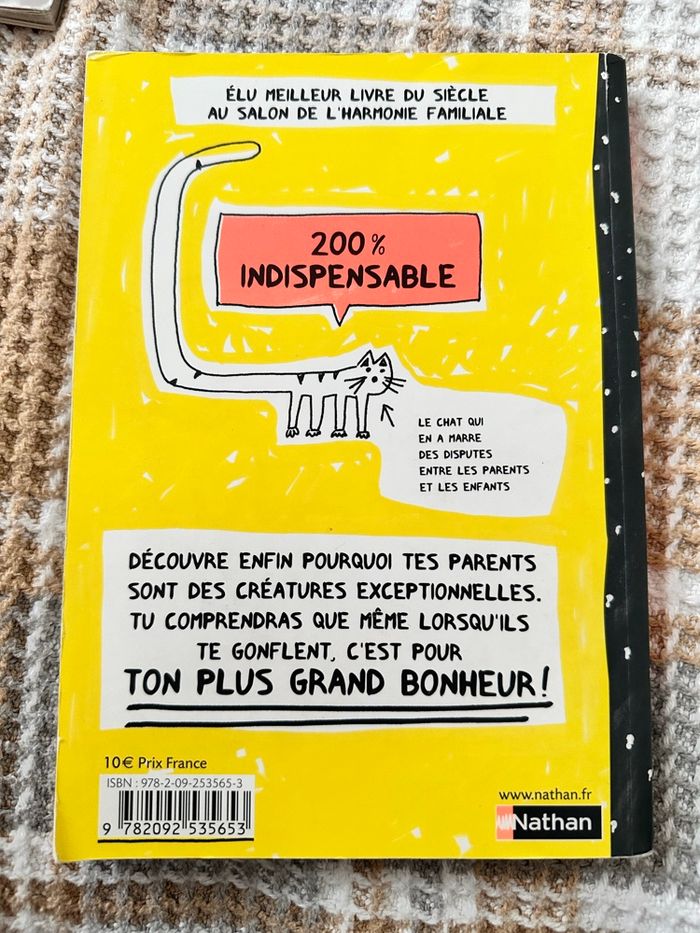 ÉLU MEILLEUR LIVRE DU SIÈCLE
AU SALON DE L'HARMONIE FAMILIALE
200 %
INDISPENSABLE
LE CHAT QUI
EN A MARRE
DES DISPUTES
ENTRE LES PARENTS
ET LES ENFANTS
DÉCOUVRE ENFIN POURQUOI TES PARENTS
SONT DES CRÉATURES EXCEPTIONNELLES.
TU COMPRENDRAS QUE MÊME LORSQU'ILS
TE GONFLENT, C'EST POUR
TON PLUS GRAND BONHEUR!
10€ Prix France
ISBN : 978-2-09-253565-3
9 782092 535653
www.nathan.fr
Nathan